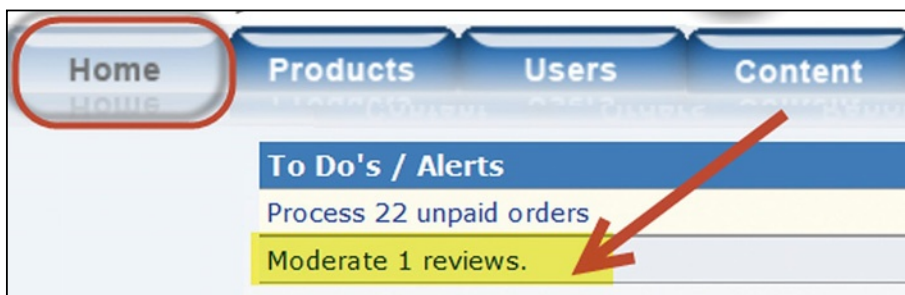 Home Products Users Content
To Do's / Alerts
Process 22 unpaid orders
Moderate 1 reviews.